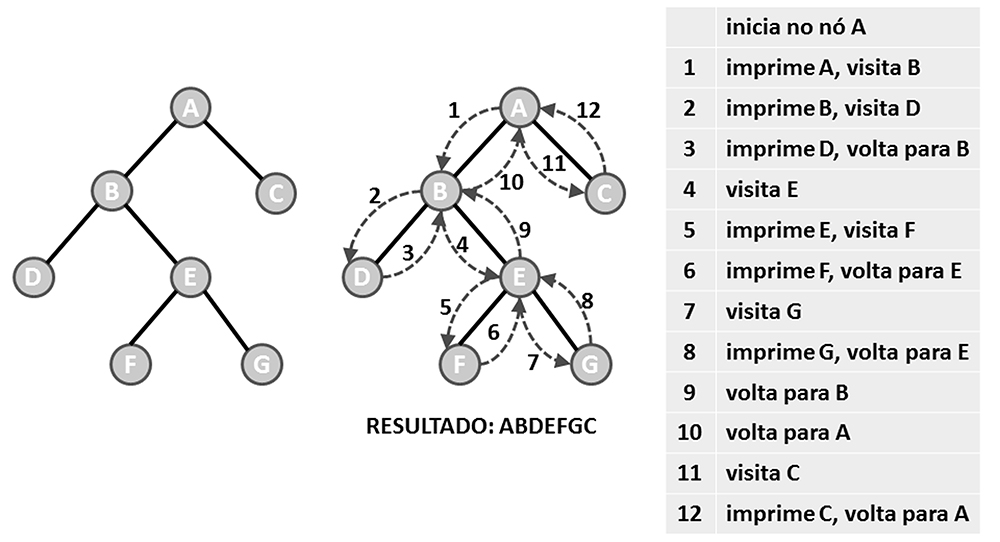 A
B
C
D
E
F
G
1
A
12
11
2
B
10
C
3
4
9
D
E
5
8
6
F
7
G
RESULTADO: ABDEFGC
inicia no nó A
1 imprime A, visita B
2 imprime B, visita D
3 imprime D, volta para B
4 visita E
5 imprime E, visita F
6 imprime F, volta para E
7 visita G
8 imprime G, volta para E
9 volta para B
10 volta para A
11 visita C
12 imprime C, volta para A